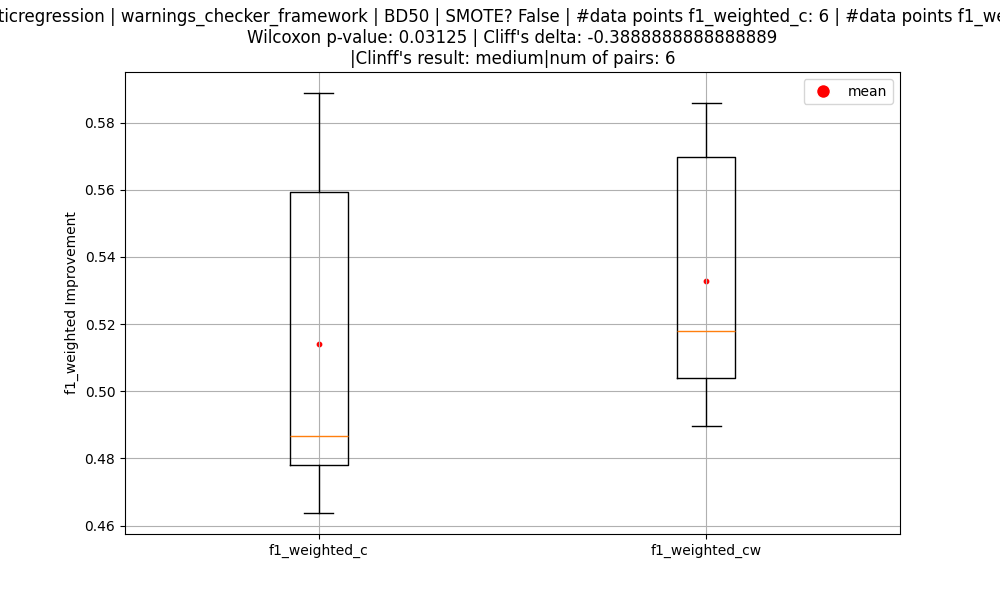 ticregression | warnings_checker_framework | BD50 | SMOTE? False | #data points f1_weighted_c: 6 | #data points f1_we
Wilcoxon p-value: 0.03125 | Cliff's delta: -0.3888888888888889
|Clinff's result: medium|num of pairs: 6
mean
0.58
0.56
0.54
0.52
0.50
0.48
0.46
f1_weighted Improvement
f1_weighted_c
f1_weighted_cw